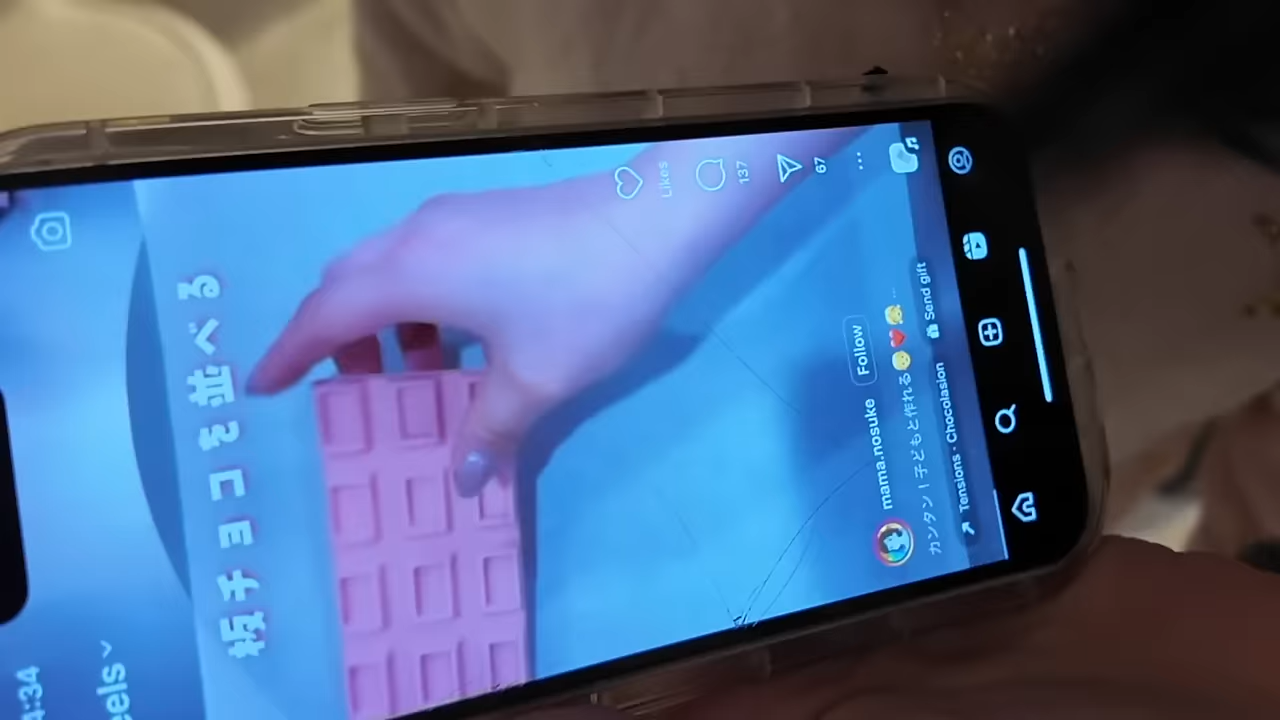 4:34
eels
板チョコを並べる
Likes
137
67
mama.nosuke
Follow
カンタン | 子どもと作れる🥺❤️🤗 ...
Tensions · Chocolasion
Send gift